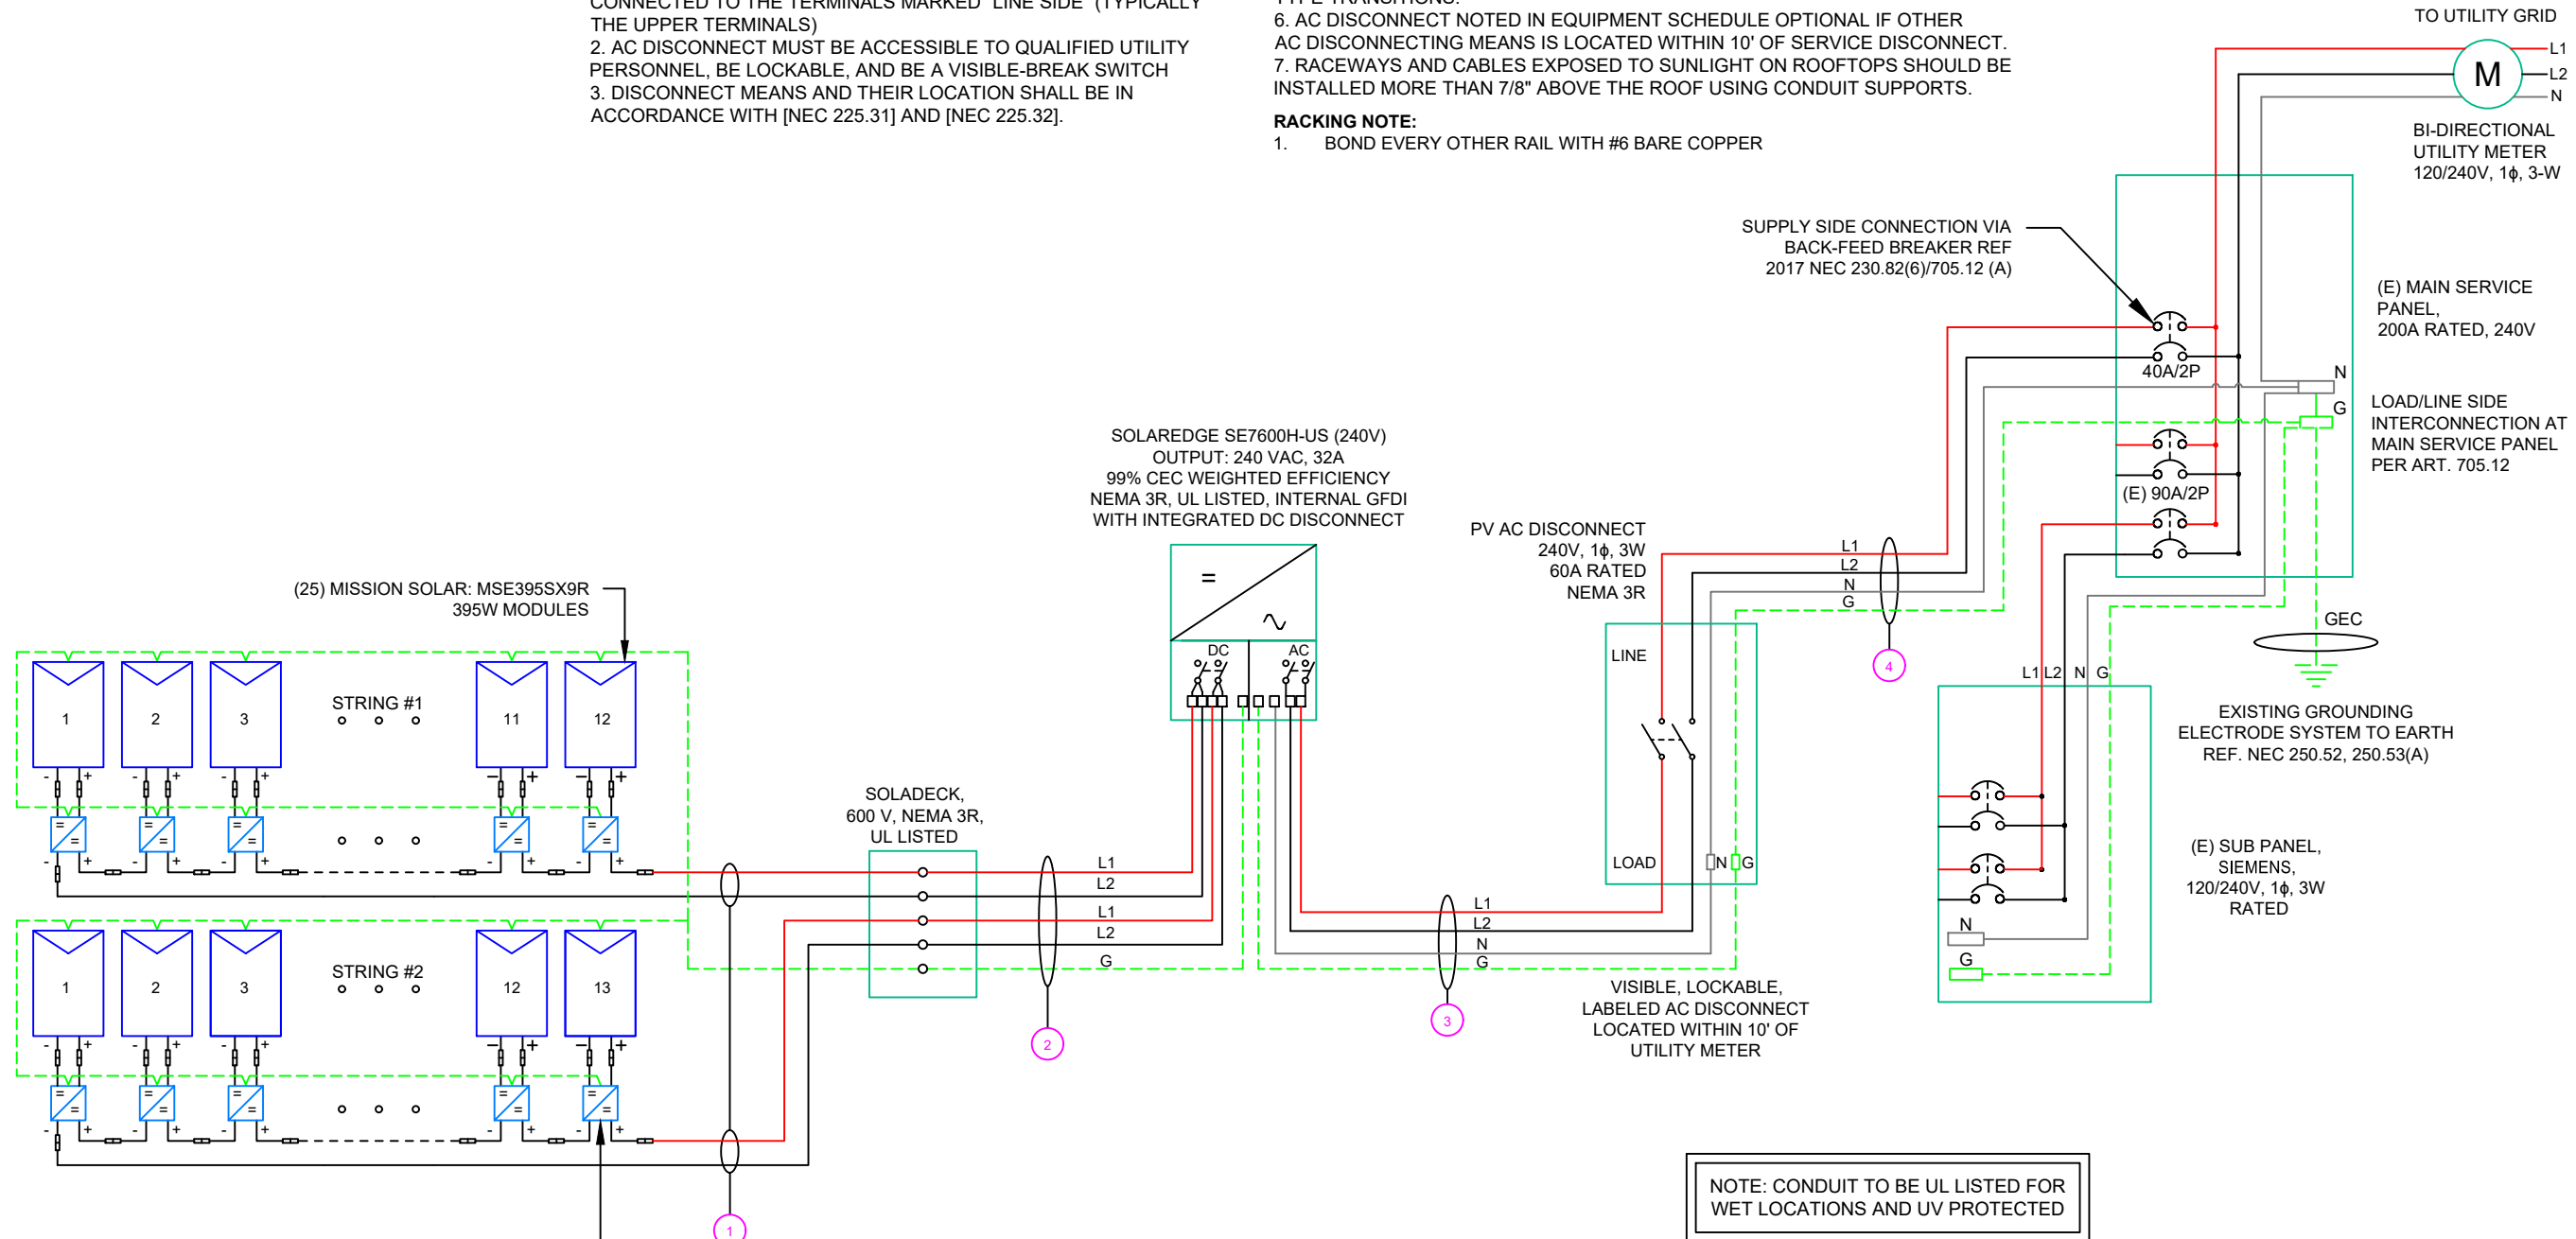 CONNECTED TO THE TERMINALS MARKED "LINE SIDE" (TYPICALLY
THE UPPER TERMINALS)
2. AC DISCONNECT MUST BE ACCESSIBLE TO QUALIFIED UTILITY
PERSONNEL, BE LOCKABLE, AND BE A VISIBLE-BREAK SWITCH
3. DISCONNECT MEANS AND THEIR LOCATION SHALL BE IN
ACCORDANCE WITH [NEC 225.31] AND [NEC 225.32].
TYPE TRANSITIONS.
6. AC DISCONNECT NOTED IN EQUIPMENT SCHEDULE OPTIONAL IF OTHER
AC DISCONNECTING MEANS IS LOCATED WITHIN 10' OF SERVICE DISCONNECT.
7. RACEWAYS AND CABLES EXPOSED TO SUNLIGHT ON ROOFTOPS SHOULD BE
INSTALLED MORE THAN 7/8" ABOVE THE ROOF USING CONDUIT SUPPORTS.
RACKING NOTE:
1. BOND EVERY OTHER RAIL WITH #6 BARE COPPER
TO UTILITY GRID
L1
L2
N
M
BI-DIRECTIONAL
UTILITY METER
120/240V, 1ϕ, 3-W
SUPPLY SIDE CONNECTION VIA
BACK-FEED BREAKER REF
2017 NEC 230.82(6)/705.12 (A)
(E) MAIN SERVICE
PANEL,
200A RATED, 240V
40A/2P
N
G
LOAD/LINE SIDE
INTERCONNECTION AT
MAIN SERVICE PANEL
PER ART. 705.12
(E) 90A/2P
GEC
EXISTING GROUNDING
ELECTRODE SYSTEM TO EARTH
REF. NEC 250.52, 250.53(A)
L1 L2 N G
(E) SUB PANEL,
SIEMENS,
120/240V, 1ϕ, 3W
RATED
N
G
SOLAREDGE SE7600H-US (240V)
OUTPUT: 240 VAC, 32A
99% CEC WEIGHTED EFFICIENCY
NEMA 3R, UL LISTED, INTERNAL GFDI
WITH INTEGRATED DC DISCONNECT
=
DC
AC
PV AC DISCONNECT
240V, 1ϕ, 3W
60A RATED
NEMA 3R
L1
L2
N
G
4
LINE
LOAD
N G
VISIBLE, LOCKABLE,
LABELED AC DISCONNECT
LOCATED WITHIN 10' OF
UTILITY METER
L1
L2
N
G
3
(25) MISSION SOLAR: MSE395SX9R
395W MODULES
STRING #1
1 2 3 11 12
- + - + - + - + - +
= = = = = = = = = =
- + - + - + - + - +
SOLADECK,
600 V, NEMA 3R,
UL LISTED
L1
L2
L1
L2
G
2
STRING #2
1 2 3 12 13
- + - + - + - + - +
= = = = = = = = = =
- + - + - + - + - +
1
NOTE: CONDUIT TO BE UL LISTED FOR
WET LOCATIONS AND UV PROTECTED